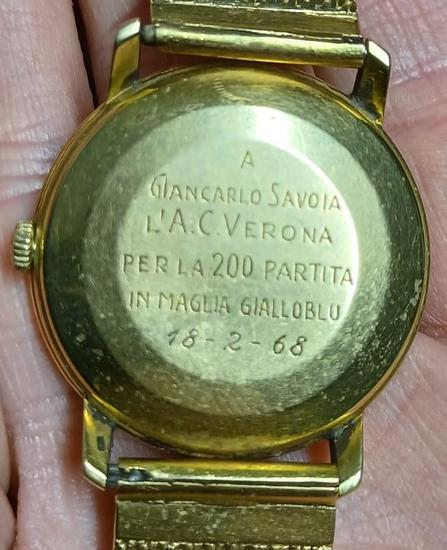 A
GIANCARLO SAVOIA
L'A.C. VERONA
PER LA 200 PARTITA
IN MAGLIA GIALLOBLU
18-2-68